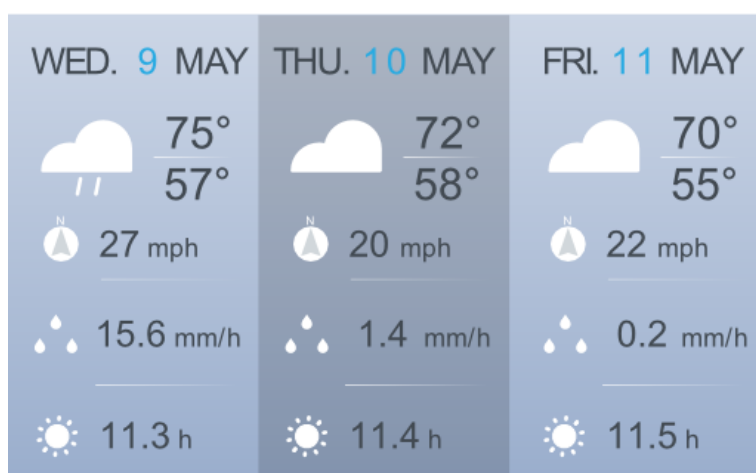 WED. 9 MAY
75°
57°
N
27 mph
15.6 mm/h
11.3 h
THU. 10 MAY
72°
58°
N
20 mph
1.4 mm/h
11.4 h
FRI. 11 MAY
70°
55°
N
22 mph
0.2 mm/h
11.5 h